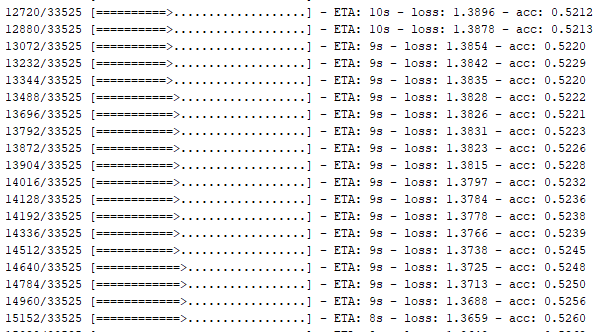 12720/33525 [==========>...................] - ETA: 10s - loss: 1.3896 - acc: 0.5212
12880/33525 [==========>...................] - ETA: 10s - loss: 1.3878 - acc: 0.5213
13072/33525 [==========>...................] - ETA: 9s - loss: 1.3854 - acc: 0.5220
13232/33525 [==========>...................] - ETA: 9s - loss: 1.3842 - acc: 0.5229
13344/33525 [==========>...................] - ETA: 9s - loss: 1.3835 - acc: 0.5220
13488/33525 [===========>..................] - ETA: 9s - loss: 1.3828 - acc: 0.5222
13696/33525 [===========>..................] - ETA: 9s - loss: 1.3826 - acc: 0.5221
13792/33525 [===========>..................] - ETA: 9s - loss: 1.3831 - acc: 0.5223
13872/33525 [===========>..................] - ETA: 9s - loss: 1.3823 - acc: 0.5226
13904/33525 [===========>..................] - ETA: 9s - loss: 1.3815 - acc: 0.5228
14016/33525 [===========>..................] - ETA: 9s - loss: 1.3797 - acc: 0.5232
14128/33525 [===========>..................] - ETA: 9s - loss: 1.3784 - acc: 0.5236
14192/33525 [===========>..................] - ETA: 9s - loss: 1.3778 - acc: 0.5238
14336/33525 [===========>..................] - ETA: 9s - loss: 1.3766 - acc: 0.5239
14512/33525 [===========>..................] - ETA: 9s - loss: 1.3738 - acc: 0.5245
14640/33525 [============>.................] - ETA: 9s - loss: 1.3725 - acc: 0.5248
14784/33525 [============>.................] - ETA: 9s - loss: 1.3713 - acc: 0.5250
14960/33525 [============>.................] - ETA: 9s - loss: 1.3688 - acc: 0.5256
15152/33525 [============>.................] - ETA: 8s - loss: 1.3659 - acc: 0.5260